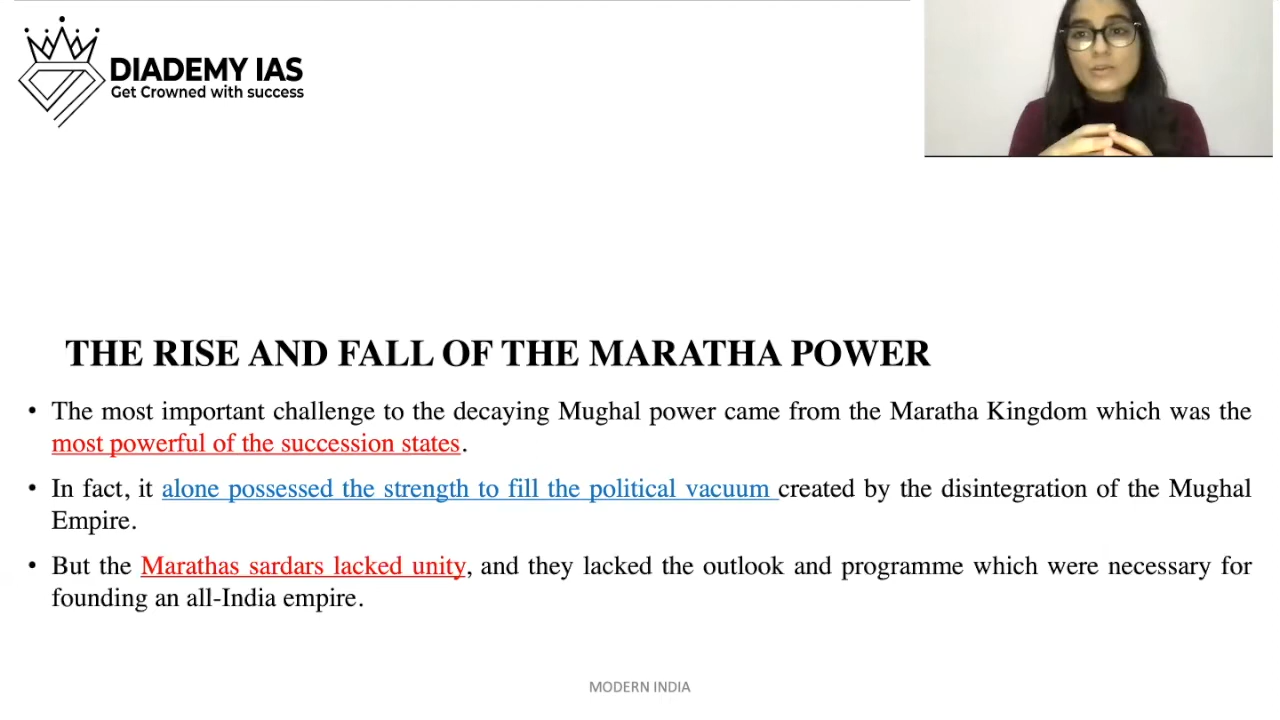 DIADEMY IAS
Get Crowned with success
THE RISE AND FALL OF THE MARATHA POWER
• The most important challenge to the decaying Mughal power came from the Maratha Kingdom which was the
most powerful of the succession states.
• In fact, it alone possessed the strength to fill the political vacuum created by the disintegration of the Mughal
Empire.
• But the Marathas sardars lacked unity, and they lacked the outlook and programme which were necessary for
founding an all-India empire.
MODERN INDIA